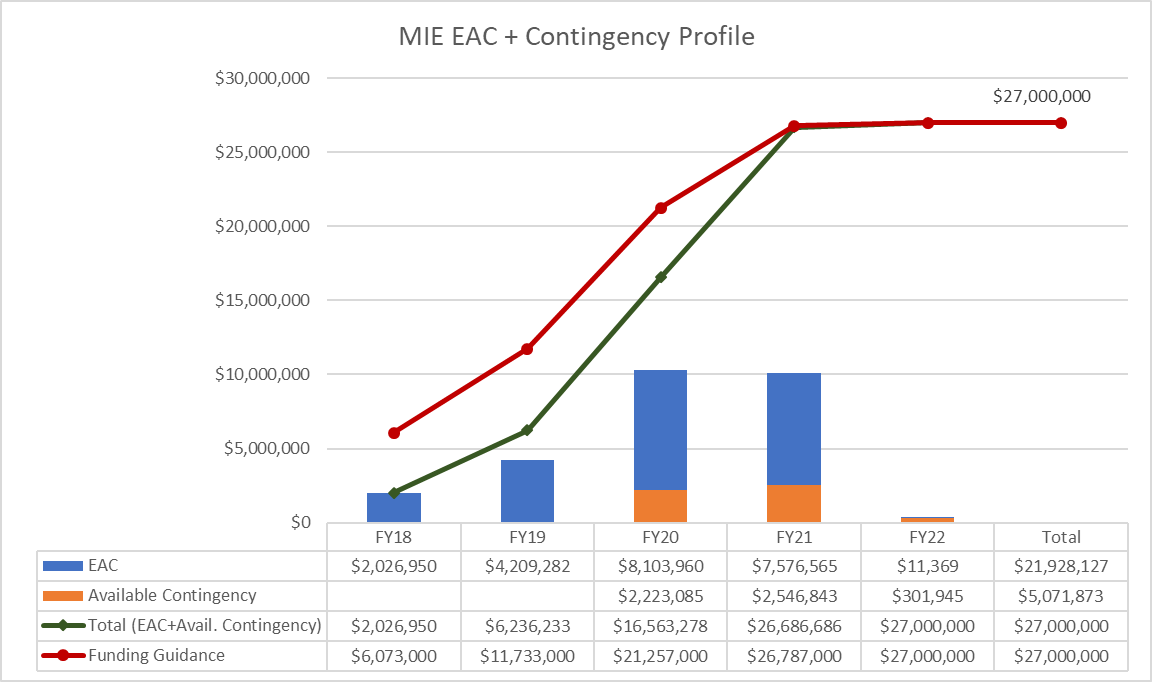 MIE EAC + Contingency Profile
$30,000,000
$27,000,000
$25,000,000
$20,000,000
$15,000,000
$10,000,000
$5,000,000
$0
FY18 FY19 FY20 FY21 FY22 Total
EAC $2,026,950 $4,209,282 $8,103,960 $7,576,565 $11,369 $21,928,127
Available Contingency $2,223,085 $2,546,843 $301,945 $5,071,873
Total (EAC+Avail. Contingency) $2,026,950 $6,236,233 $16,563,278 $26,686,686 $27,000,000 $27,000,000
Funding Guidance $6,073,000 $11,733,000 $21,257,000 $26,787,000 $27,000,000 $27,000,000